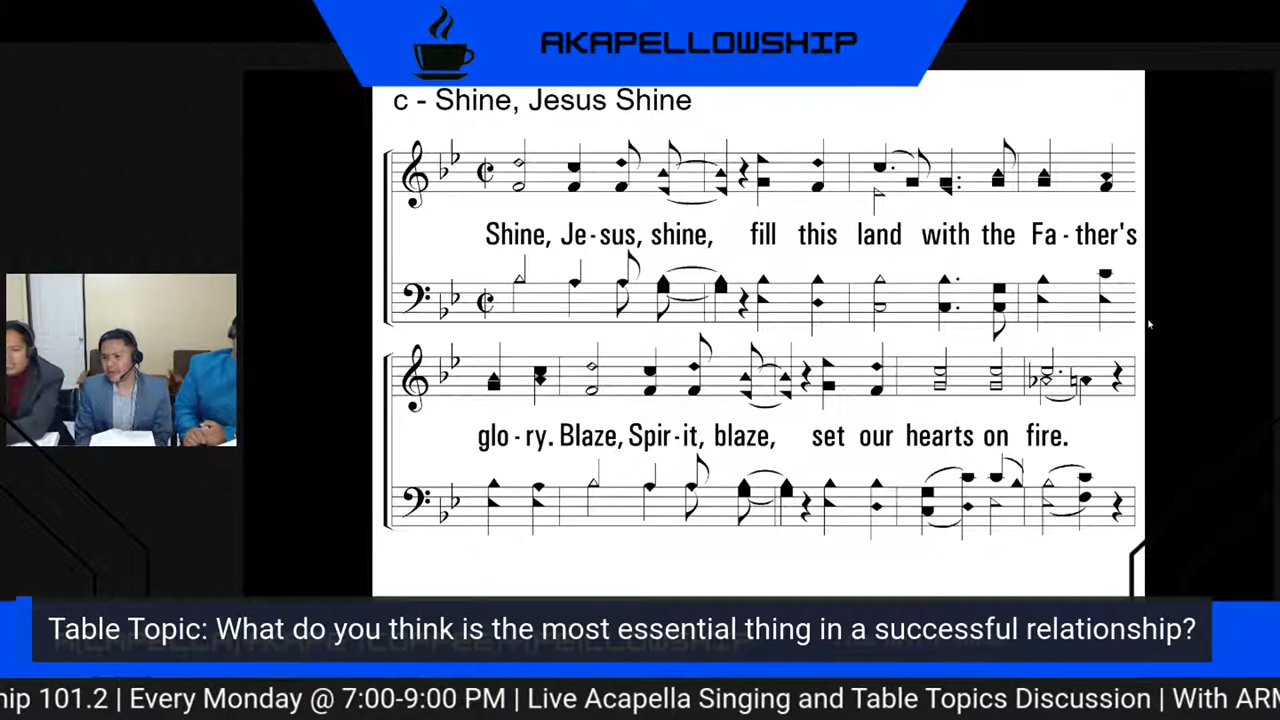 AKAPELLOWSHIP
c - Shine, Jesus Shine
Shine, Je - sus, shine, fill this land with the Fa - ther's
glo - ry. Blaze, Spir - it, blaze, set our hearts on fire.
Table Topic: What do you think is the most essential thing in a successful relationship?
hip 101.2 | Every Monday @ 7:00-9:00 PM | Live Acapella Singing and Table Topics Discussion | With ARM